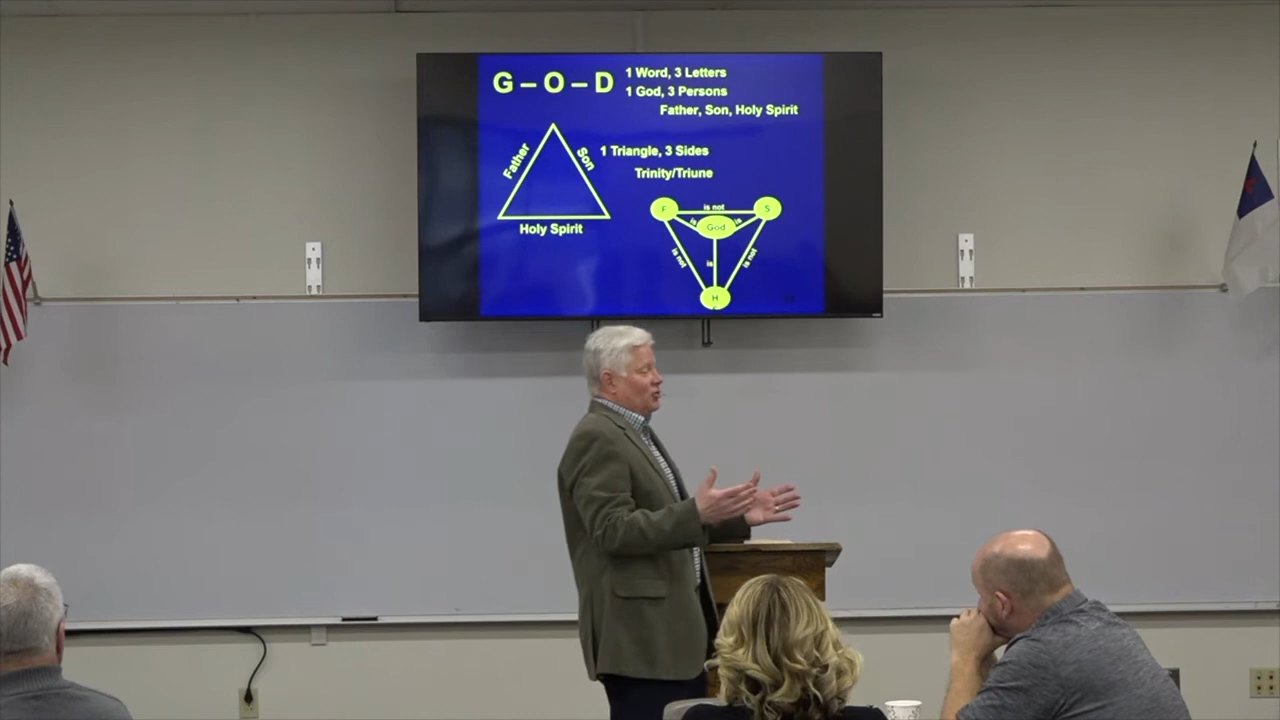 G – O – D
1 Word, 3 Letters
1 God, 3 Persons
Father, Son, Holy Spirit
Father
Son
Holy Spirit
1 Triangle, 3 Sides
Trinity/Triune
F
is not
S
is
God
is
is not
is
is not
H